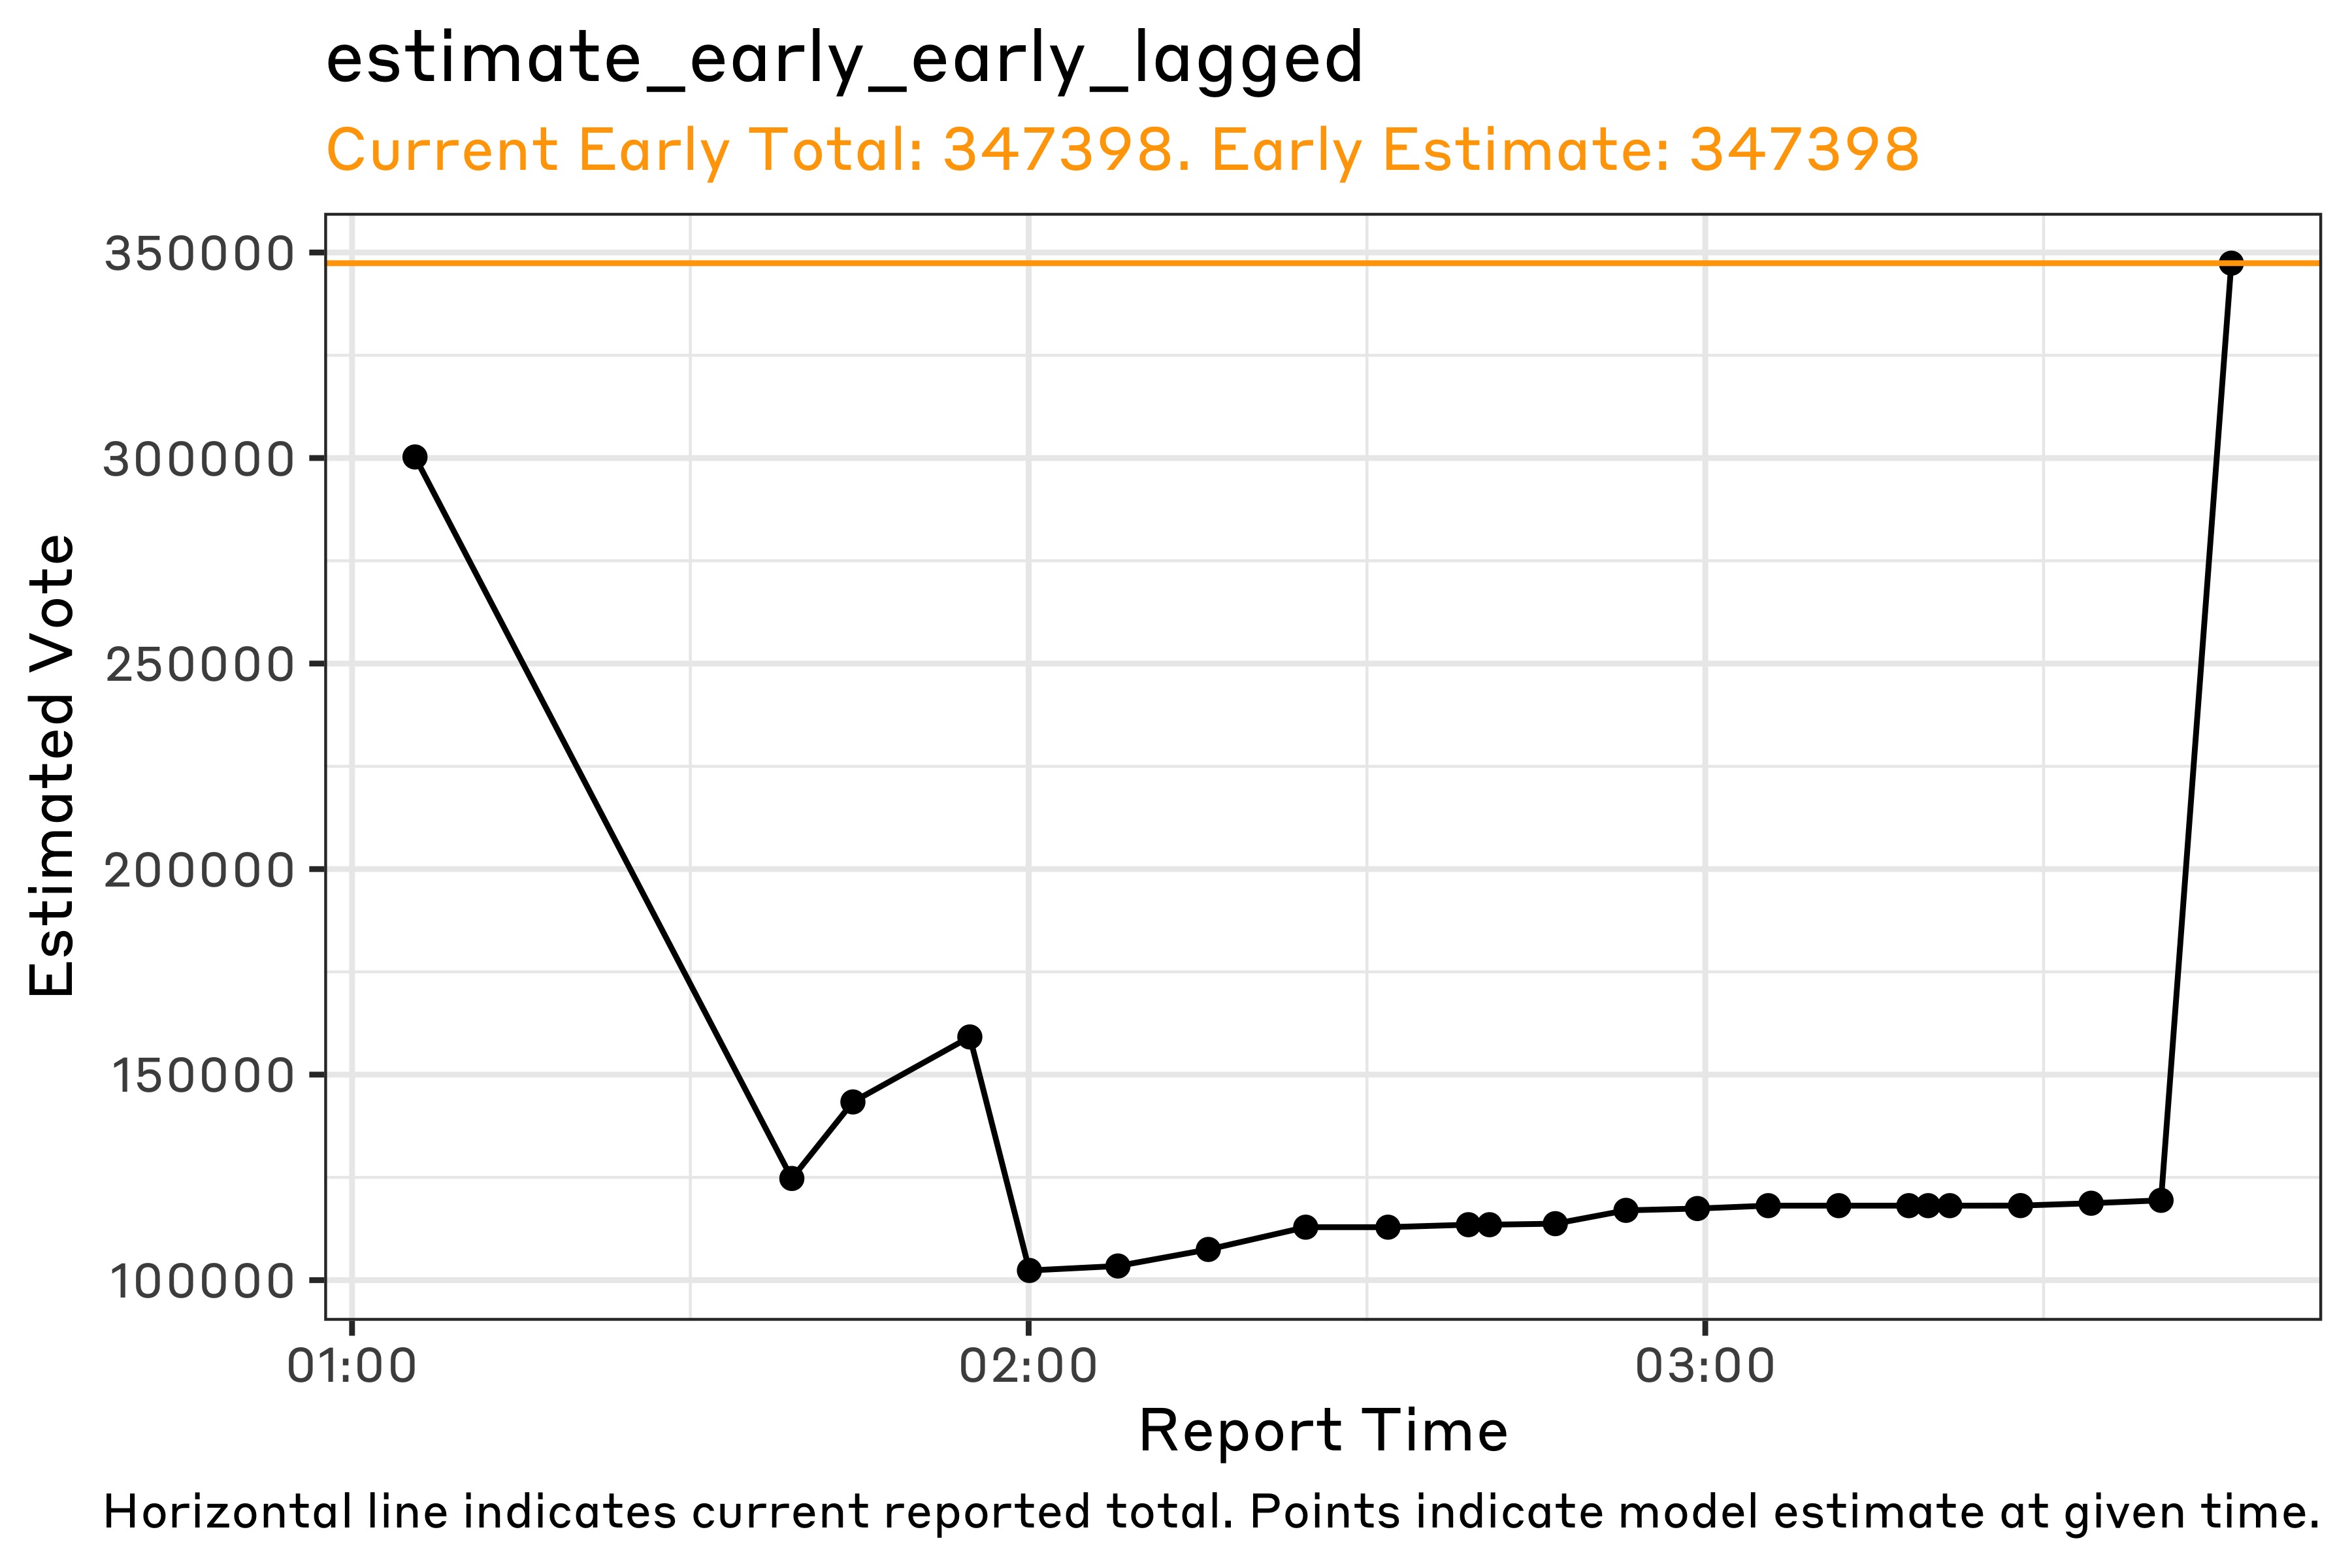 estimate_early_early_lagged
Current Early Total: 347398. Early Estimate: 347398
350000
300000
250000
200000
150000
100000
Estimated Vote
01:00 02:00 03:00
Report Time
Horizontal line indicates current reported total. Points indicate model estimate at given time.